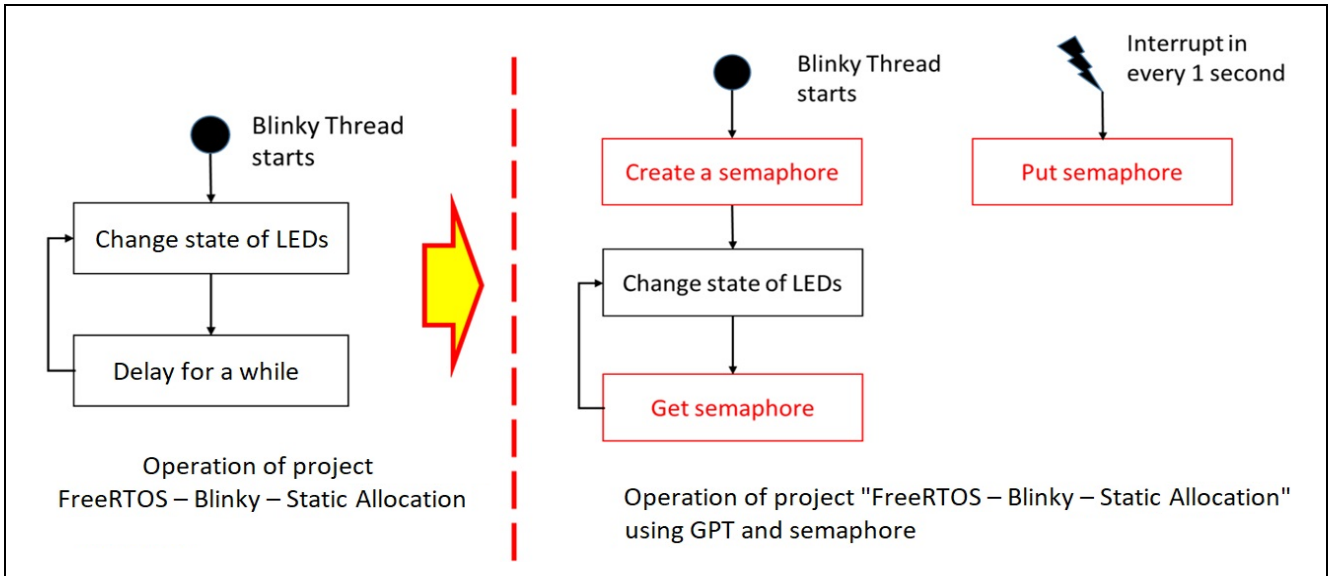 Blinky Thread
starts
Change state of LEDs
Delay for a while
Operation of project
FreeRTOS – Blinky – Static Allocation
Blinky Thread
starts
Create a semaphore
Change state of LEDs
Get semaphore
Interrupt in
every 1 second
Put semaphore
Operation of project "FreeRTOS – Blinky – Static Allocation"
using GPT and semaphore